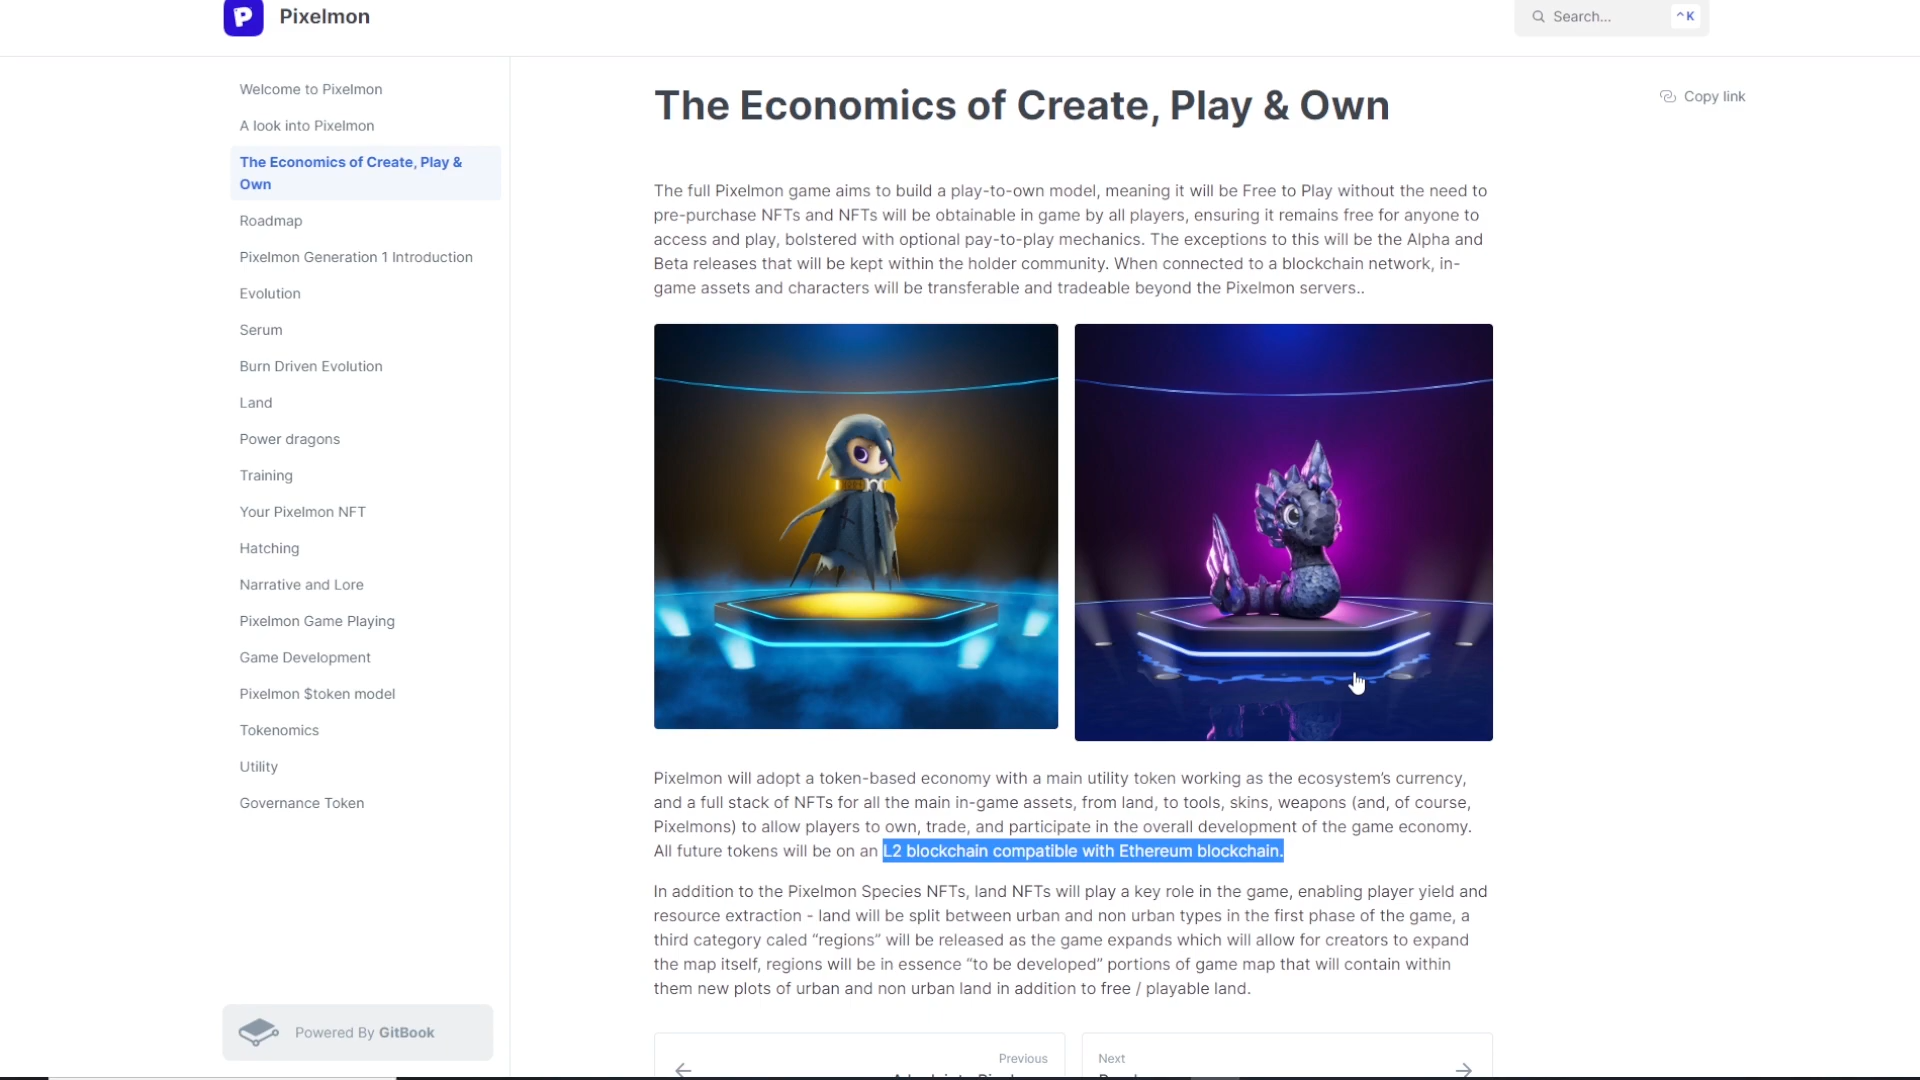 Pixelmon
Search...
^K
Welcome to Pixelmon
A look into Pixelmon
The Economics of Create, Play &
Own
Roadmap
Pixelmon Generation 1 Introduction
Evolution
Serum
Burn Driven Evolution
Land
Power dragons
Training
Your Pixelmon NFT
Hatching
Narrative and Lore
Pixelmon Game Playing
Game Development
Pixelmon $token model
Tokenomics
Utility
Governance Token
Powered By GitBook
The Economics of Create, Play & Own
Copy link
The full Pixelmon game aims to build a play-to-own model, meaning it will be Free to Play without the need to
pre-purchase NFTs and NFTs will be obtainable in game by all players, ensuring it remains free for anyone to
access and play, bolstered with optional pay-to-play mechanics. The exceptions to this will be the Alpha and
Beta releases that will be kept within the holder community. When connected to a blockchain network, in-
game assets and characters will be transferable and tradeable beyond the Pixelmon servers..
Pixelmon will adopt a token-based economy with a main utility token working as the ecosystem's currency,
and a full stack of NFTs for all the main in-game assets, from land, to tools, skins, weapons (and, of course,
Pixelmons) to allow players to own, trade, and participate in the overall development of the game economy.
All future tokens will be on an L2 blockchain compatible with Ethereum blockchain.
In addition to the Pixelmon Species NFTs, land NFTs will play a key role in the game, enabling player yield and
resource extraction - land will be split between urban and non urban types in the first phase of the game, a
third category caled “regions” will be released as the game expands which will allow for creators to expand
the map itself, regions will be in essence “to be developed” portions of game map that will contain within
them new plots of urban and non urban land in addition to free / playable land.
Previous
Next